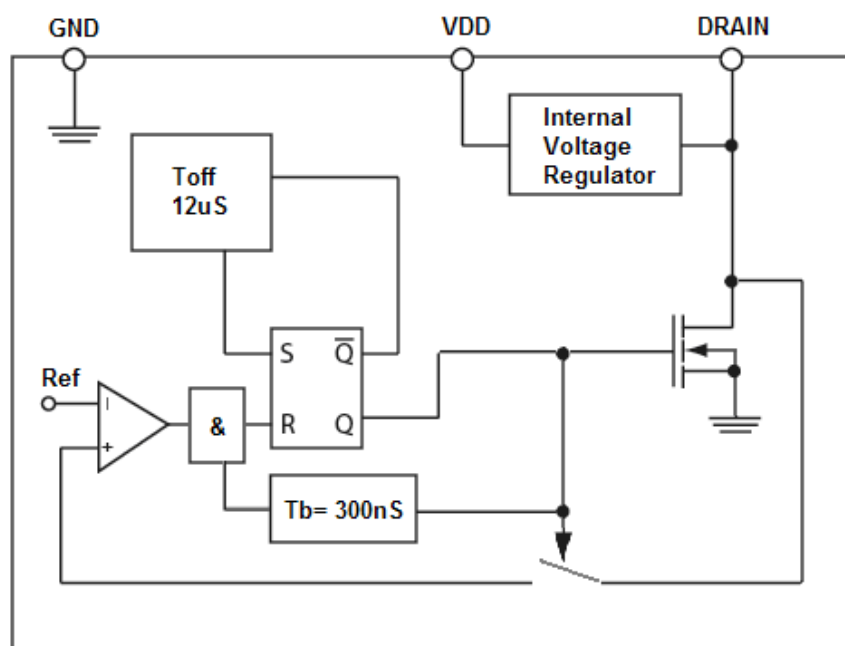 GND
VDD
DRAIN
Internal
Voltage
Regulator
Toff
12uS
S
Q
Ref
-
+
&
R
Q
Tb= 300nS